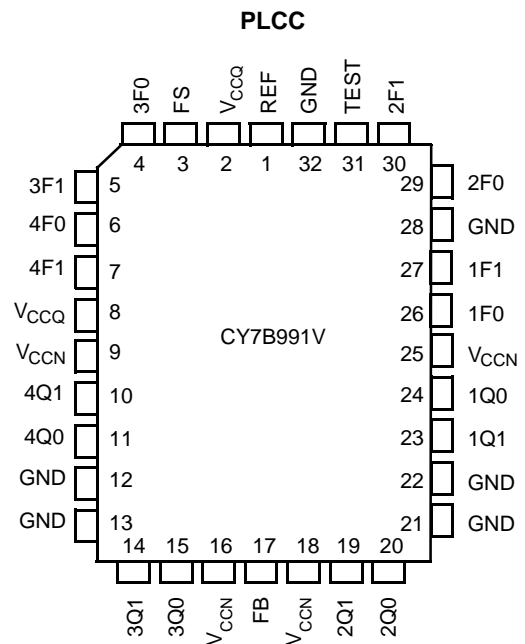 PLCC
3F0 FS VCCQ REF GND TEST 2F1
4 3 2 1 32 31 30
3F1 5 29 2F0
4F0 6 28 GND
4F1 7 27 1F1
VCCQ 8 26 1F0
CY7B991V
VCCN 9 25 VCCN
4Q1 10 24 1Q0
4Q0 11 23 1Q1
GND 12 22 GND
GND 13 21 GND
14 15 16 17 18 19 20
3Q1 3Q0 VCCN FB VCCN 2Q1 2Q0